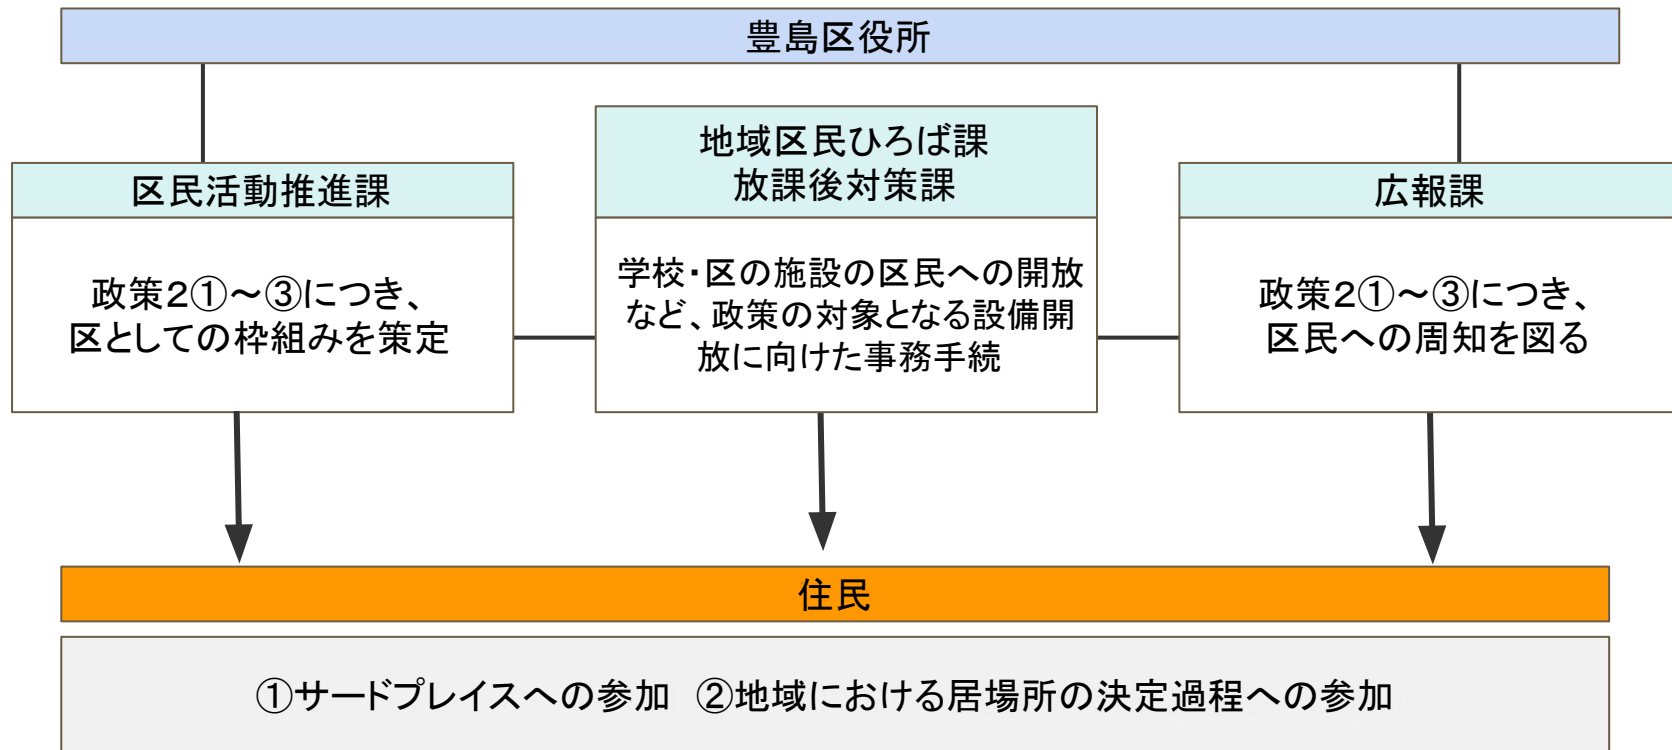 豊島区役所
区民活動推進課
政策2①～③につき、
区としての枠組みを策定
地域区民ひろば課
放課後対策課
学校・区の施設の区民への開放
など、政策の対象となる設備開
放に向けた事務手続
広報課
政策2①～③につき、
区民への周知を図る
住民
①サードプレイスへの参加 ②地域における居場所の決定過程への参加